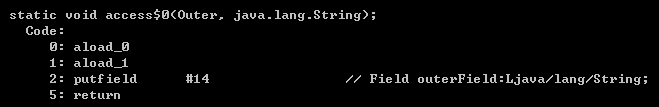 static void access$0(Outer, java.lang.String);
Code:
0: aload_0
1: aload_1
2: putfield #14 // Field outerField:Ljava/lang/String;
5: return